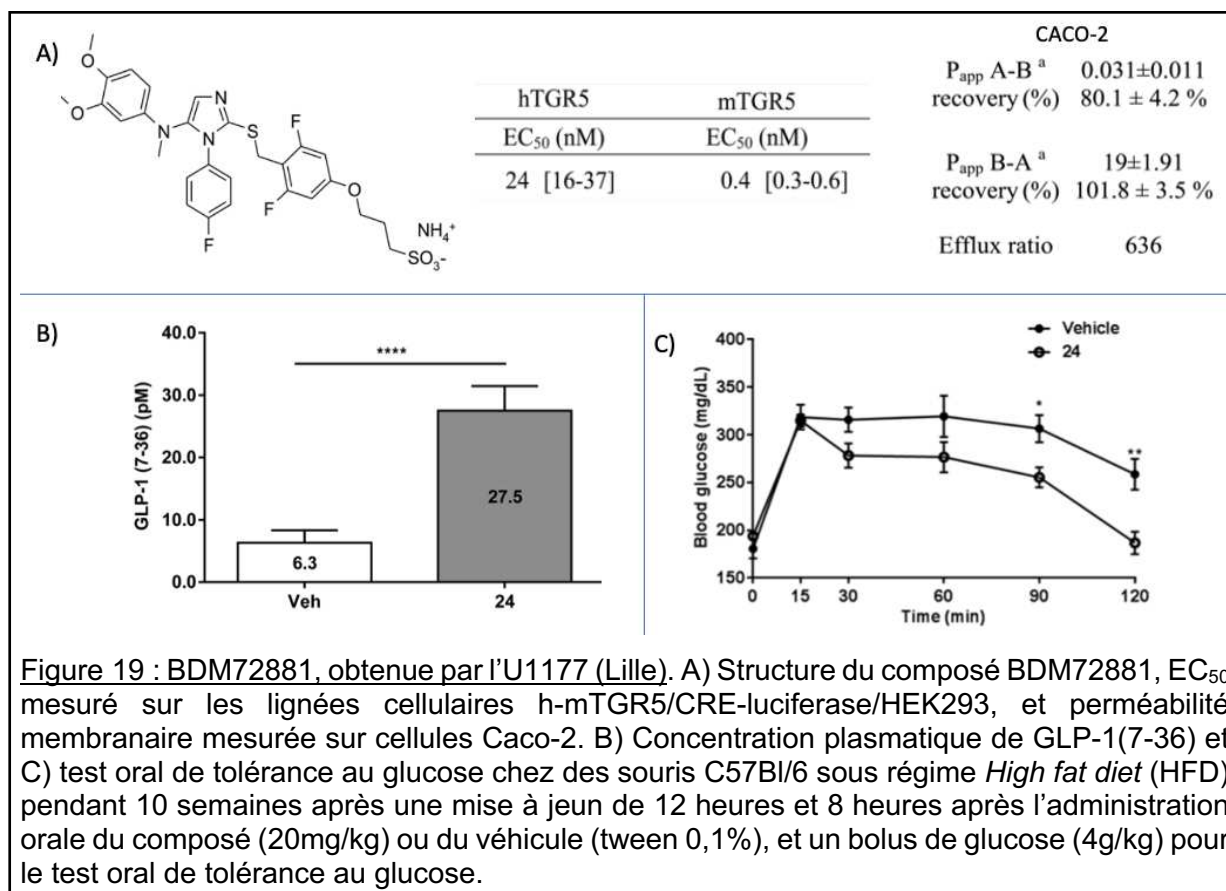 A)
O
O
N
N
N
S
F
F
F
O
NH4+
SO3-
hTGR5 mTGR5
EC50 (nM) EC50 (nM)
24 [16-37] 0.4 [0.3-0.6]
CACO-2
Papp A-B a 0.031±0.011
recovery (%) 80.1 ± 4.2 %
Papp B-A a 19±1.91
recovery (%) 101.8 ± 3.5 %
Efflux ratio 636
B)
GLP-1 (7-36) (pM)
40.0
30.0
20.0
10.0
0.0
****
6.3
27.5
Veh 24
C)
Vehicle
24
Blood glucose (mg/dL)
400
350
300
250
200
150
*
**
0 15 30 60 90 120
Time (min)
Figure 19 : BDM72881, obtenue par l’U1177 (Lille). A) Structure du composé BDM72881, EC50
mesuré sur les lignées cellulaires h-mTGR5/CRE-luciferase/HEK293, et perméabilité
membranaire mesurée sur cellules Caco-2. B) Concentration plasmatique de GLP-1(7-36) et
C) test oral de tolérance au glucose chez des souris C57Bl/6 sous régime High fat diet (HFD)
pendant 10 semaines après une mise à jeun de 12 heures et 8 heures après l’administration
orale du composé (20mg/kg) ou du véhicule (tween 0,1%), et un bolus de glucose (4g/kg) pour
le test oral de tolérance au glucose.